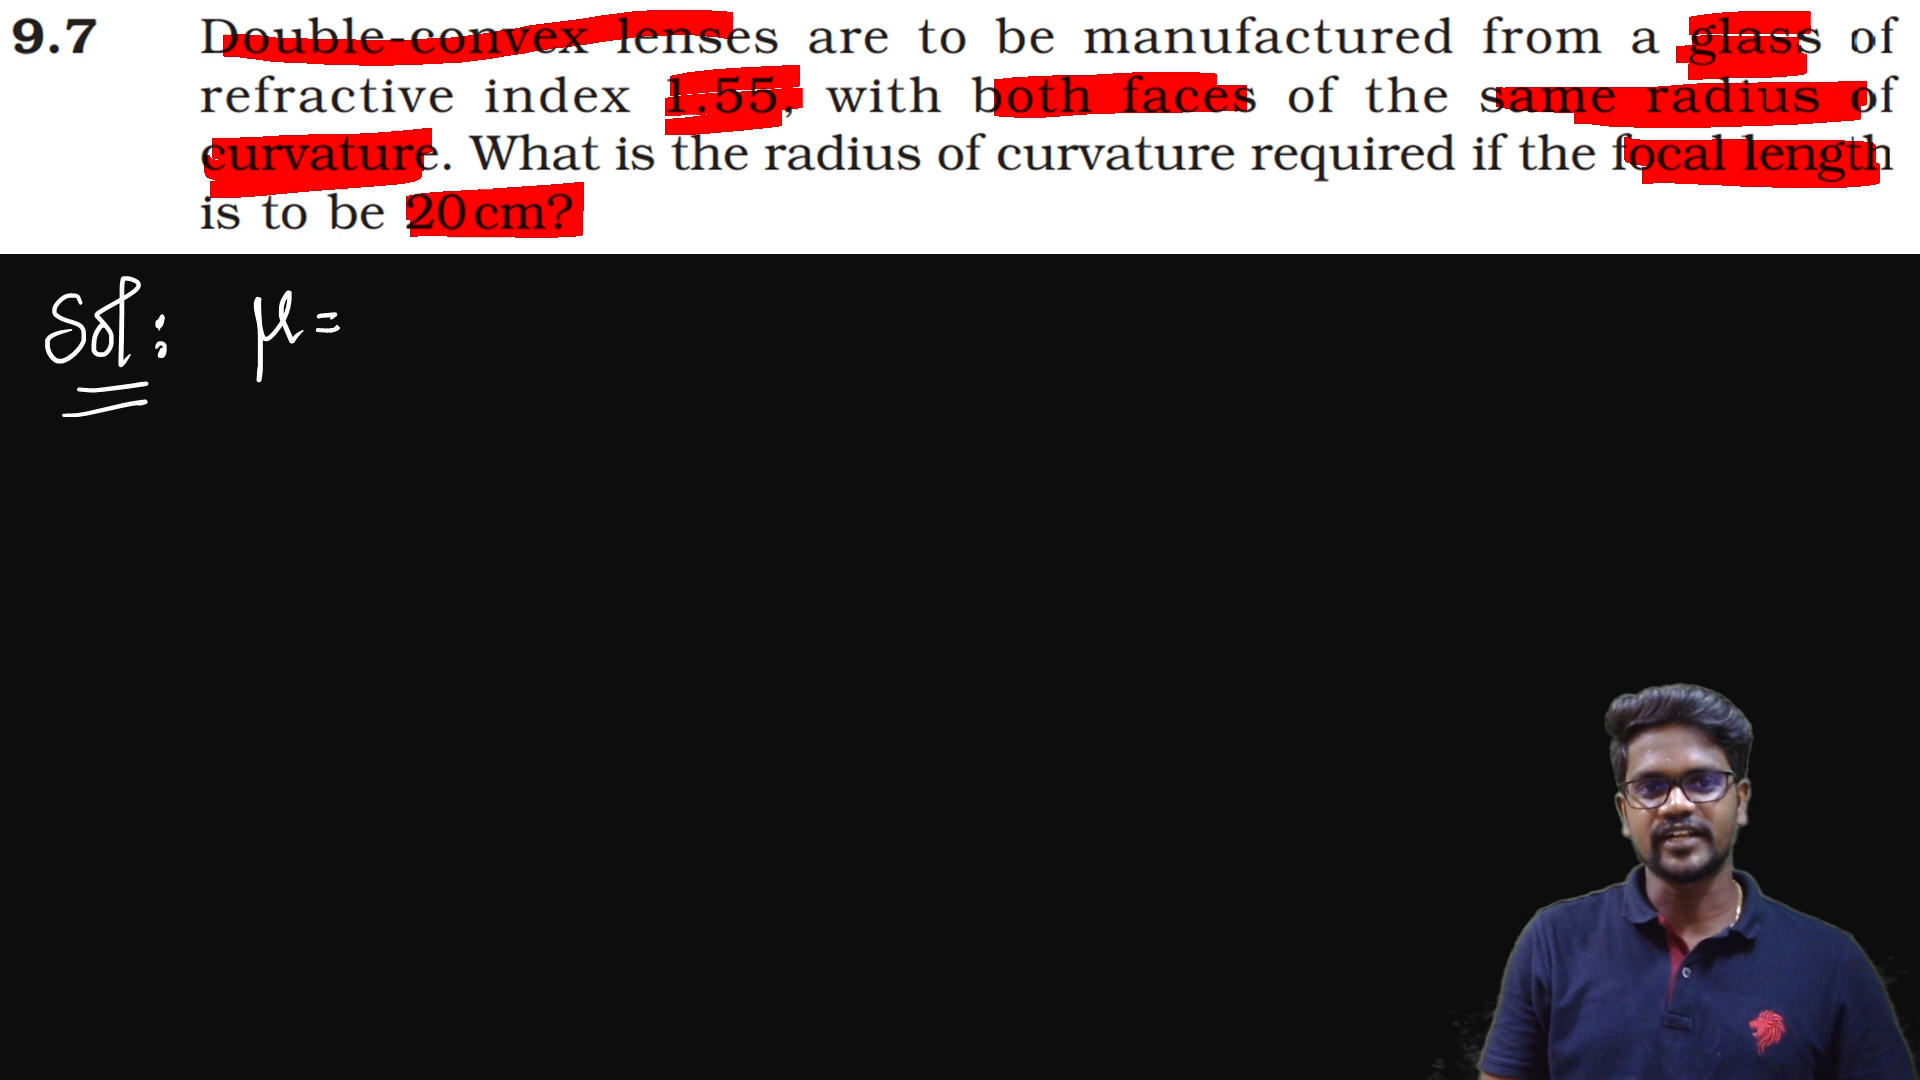 9.7 Double-convex lenses are to be manufactured from a glass of
refractive index 1.55, with both faces of the same radius of
curvature. What is the radius of curvature required if the focal length
is to be 20 cm?
Sol: μ=